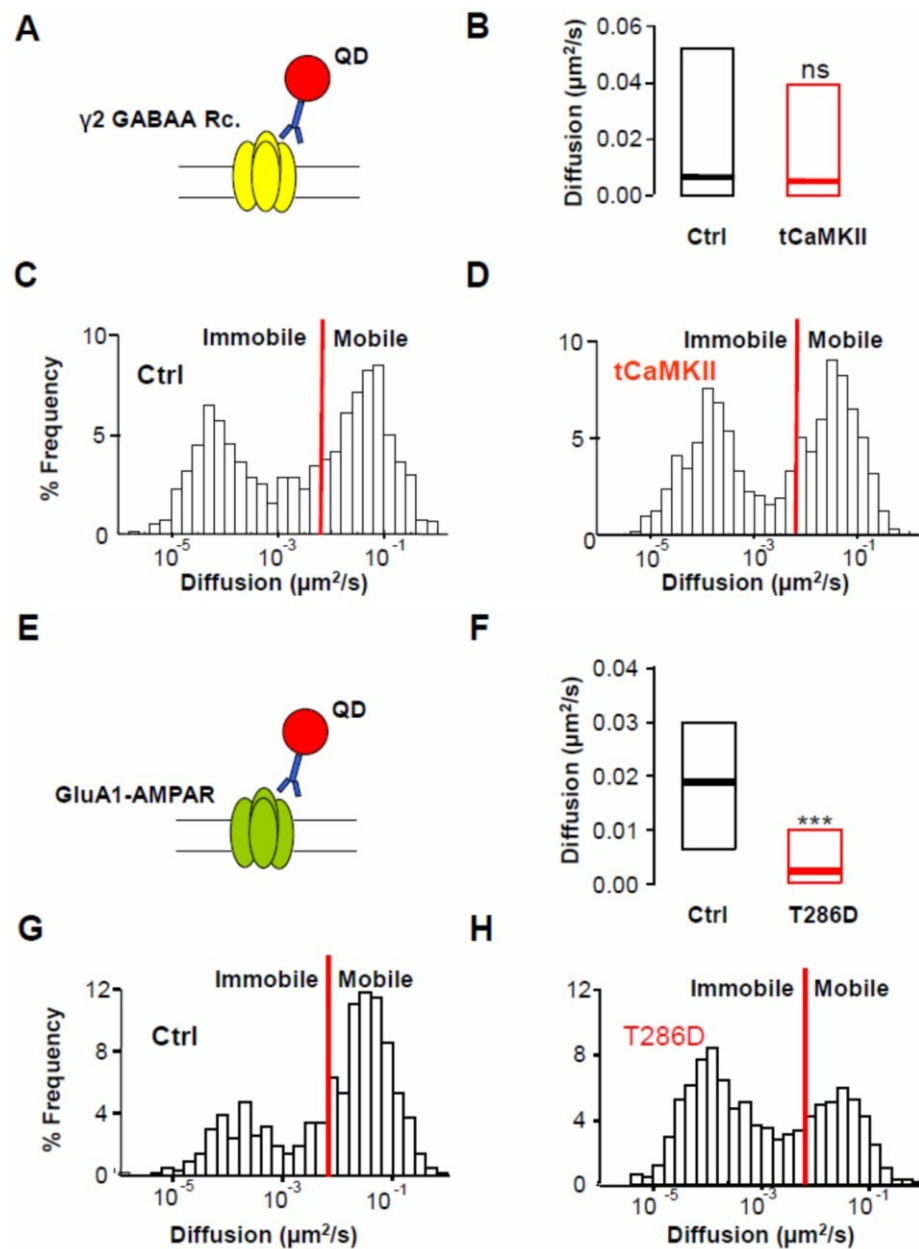 A
QD
γ2 GABAA Rc.
B
Diffusion (µm²/s)
0.06
0.04
0.02
0.00
ns
Ctrl
tCaMKII
C
% Frequency
10
5
0
Ctrl
Immobile
Mobile
10⁻⁵
10⁻³
10⁻¹
Diffusion (µm²/s)
D
10
5
0
tCaMKII
Immobile
Mobile
10⁻⁵
10⁻³
10⁻¹
Diffusion (µm²/s)
E
QD
GluA1-AMPAR
F
Diffusion (µm²/s)
0.04
0.03
0.02
0.01
0.00
***
Ctrl
T286D
G
% Frequency
12
8
4
0
Ctrl
Immobile
Mobile
10⁻⁵
10⁻³
10⁻¹
Diffusion (µm²/s)
H
12
8
4
0
T286D
Immobile
Mobile
10⁻⁵
10⁻³
10⁻¹
Diffusion (µm²/s)